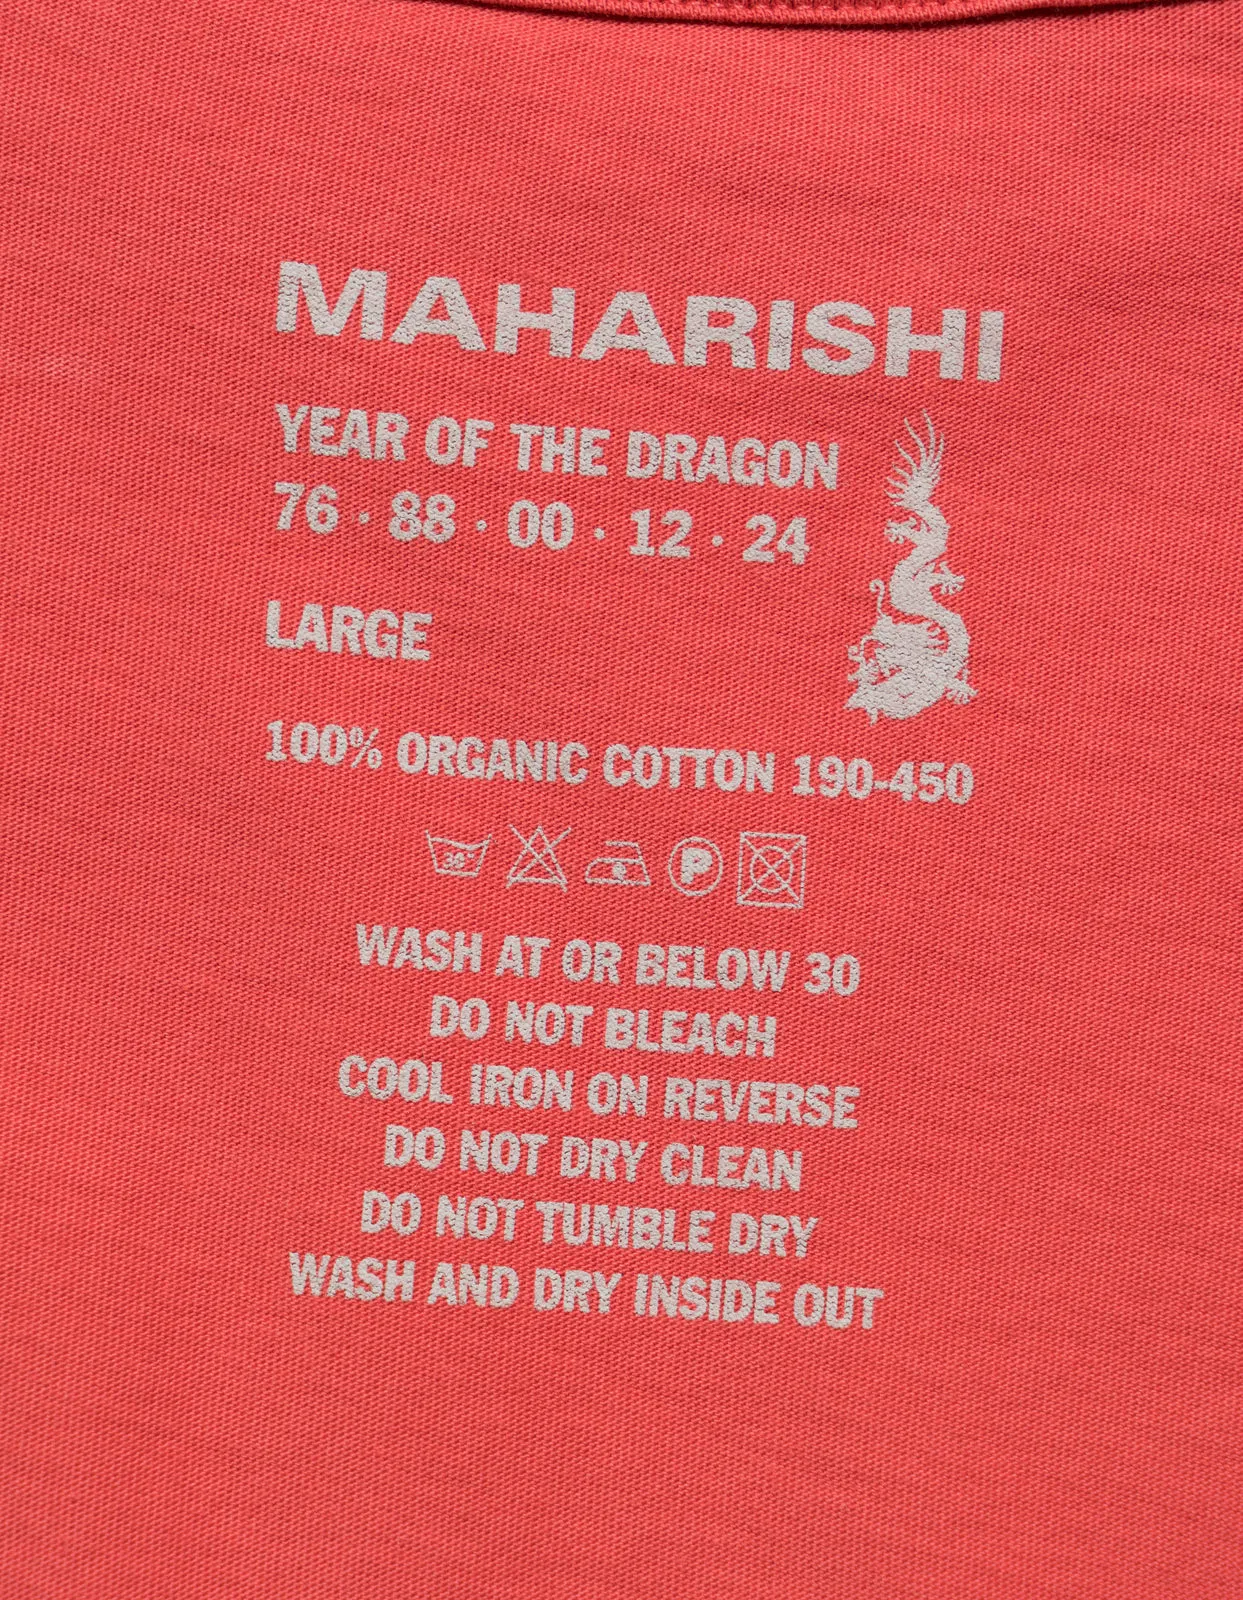 MAHARISHI
YEAR OF THE DRAGON
76 · 88 · 00 · 12 · 24
LARGE
100% ORGANIC COTTON 190-450
30° P
WASH AT OR BELOW 30
DO NOT BLEACH
COOL IRON ON REVERSE
DO NOT DRY CLEAN
DO NOT TUMBLE DRY
WASH AND DRY INSIDE OUT